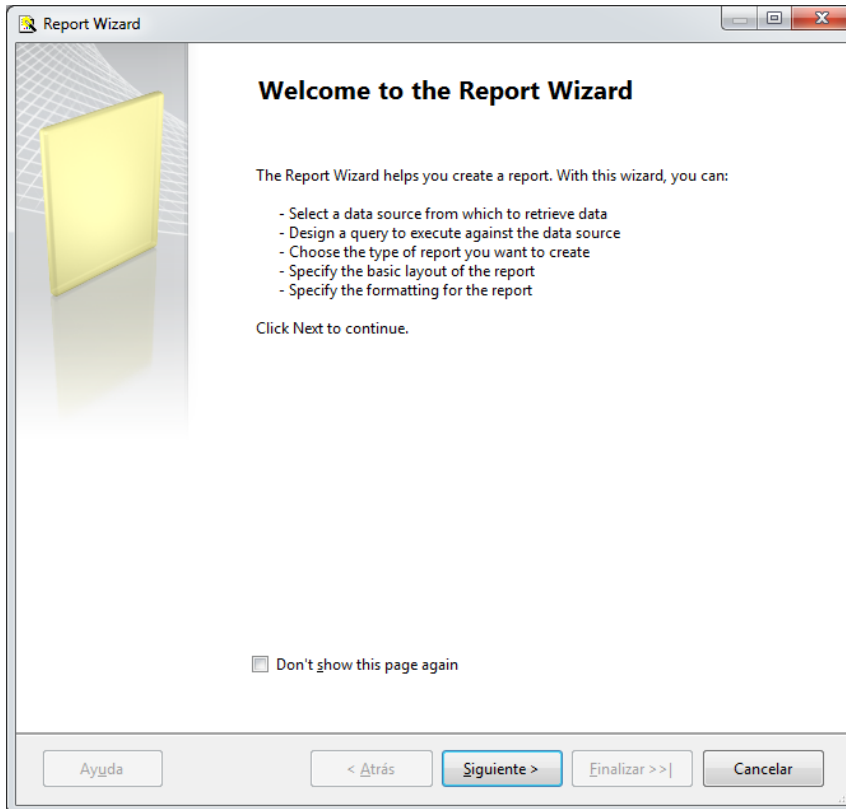 Report Wizard
Welcome to the Report Wizard
The Report Wizard helps you create a report. With this wizard, you can:
- Select a data source from which to retrieve data
- Design a query to execute against the data source
- Choose the type of report you want to create
- Specify the basic layout of the report
- Specify the formatting for the report
Click Next to continue.
Don't show this page again
Ayuda
< Atrás
Siguiente >
Finalizar >>|
Cancelar